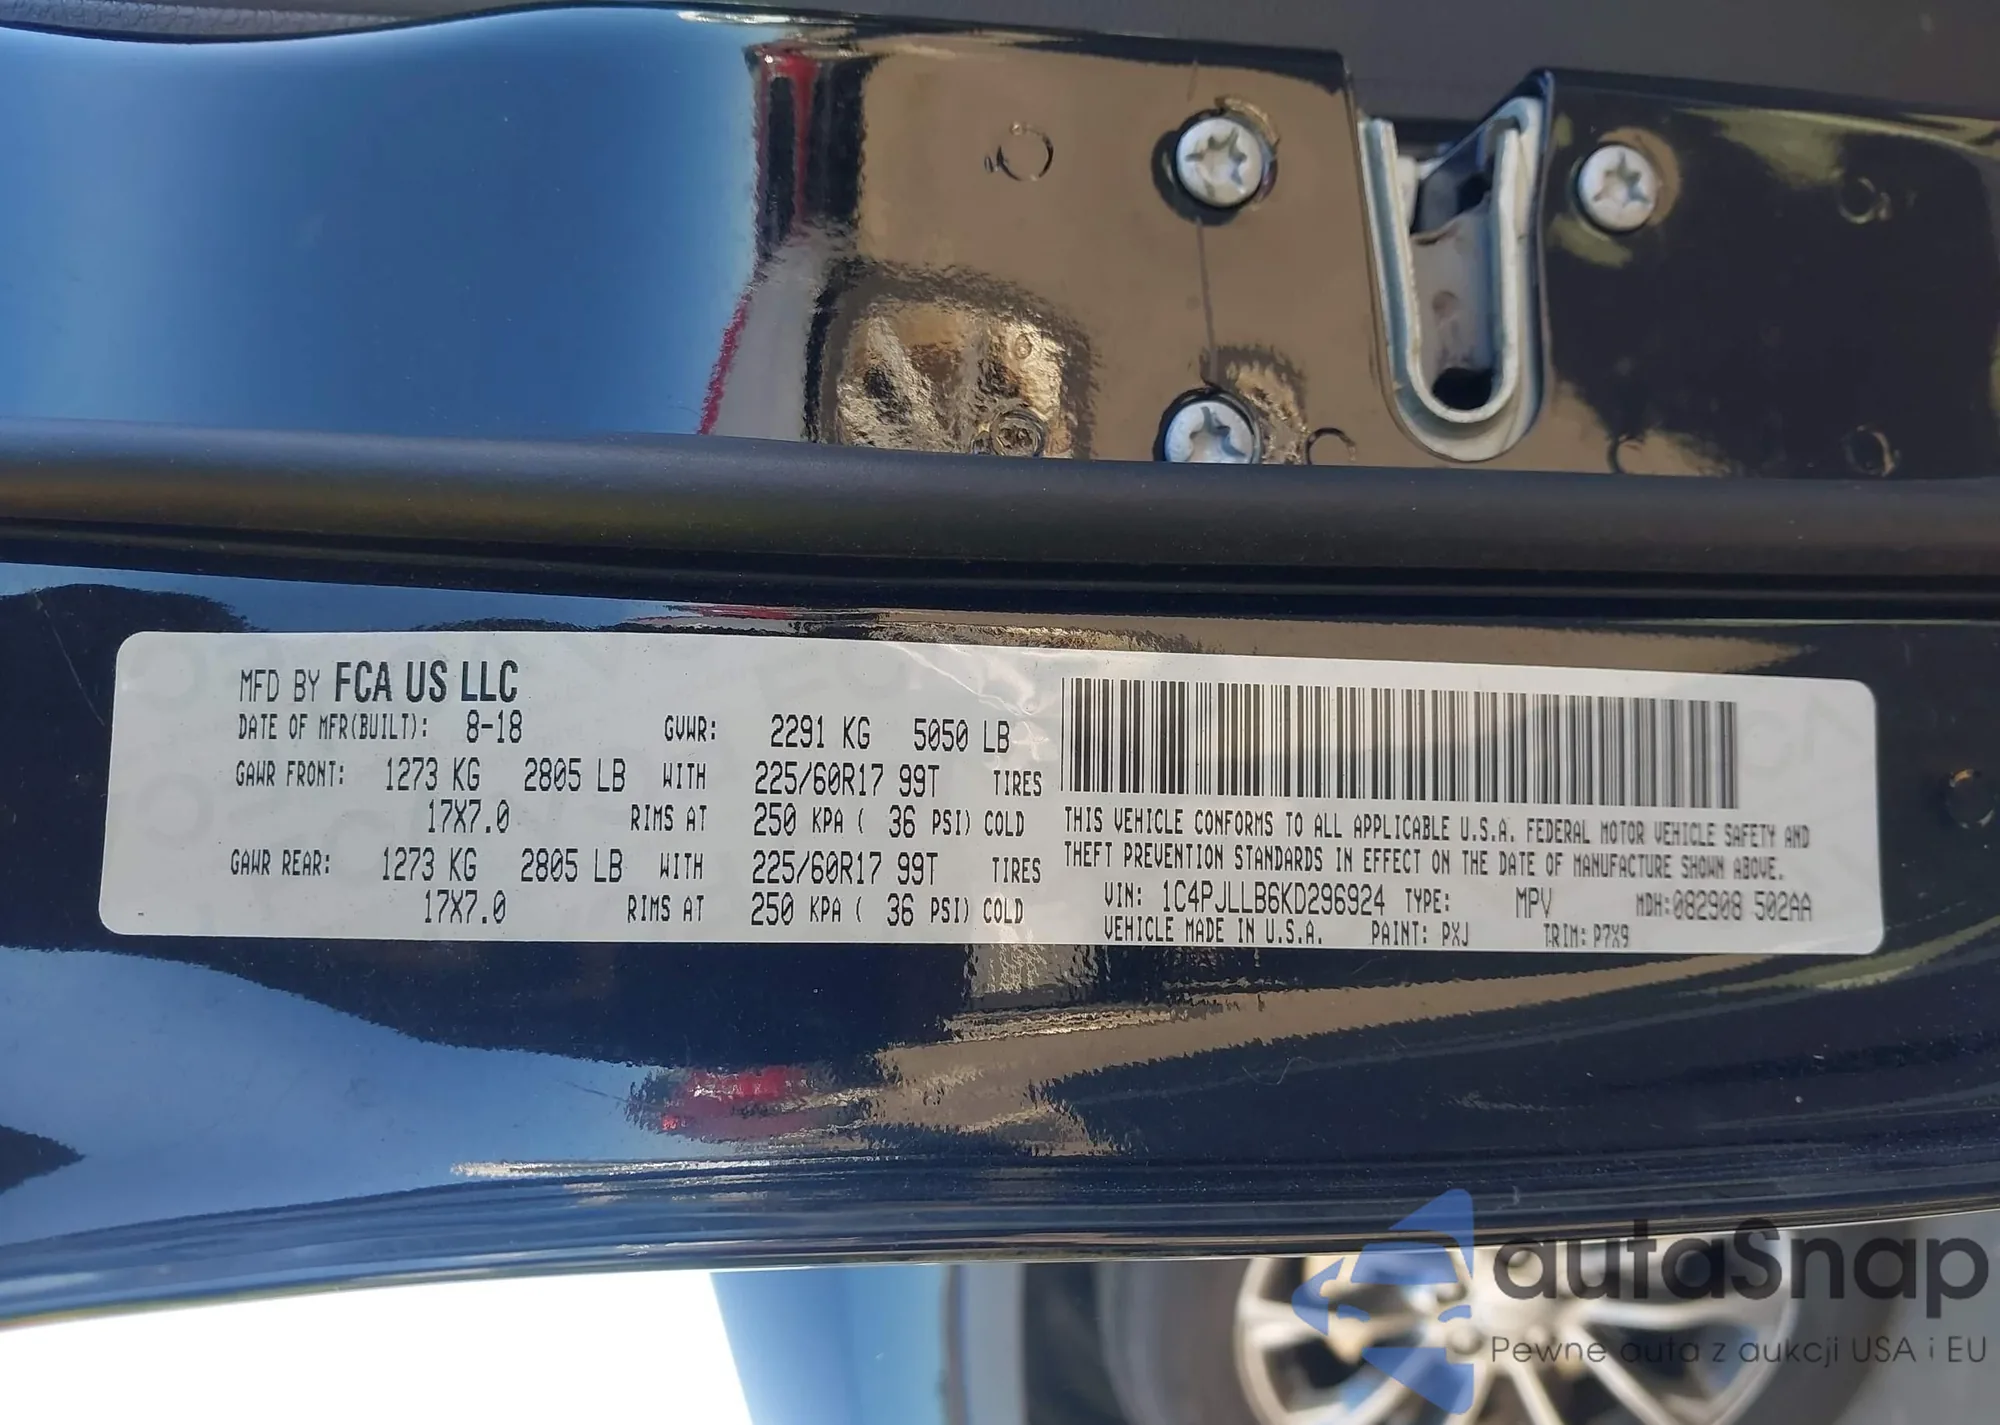 MFD BY FCA US LLC
DATE OF MFR(BUILT): 8-18 GVWR: 2291 KG 5050 LB
GAWR FRONT: 1273 KG 2805 LB WITH 225/60R17 99T TIRES
17X7.0 RIMS AT 250 KPA ( 36 PSI) COLD
GAWR REAR: 1273 KG 2805 LB WITH 225/60R17 99T TIRES
17X7.0 RIMS AT 250 KPA ( 36 PSI) COLD
THIS VEHICLE CONFORMS TO ALL APPLICABLE U.S.A. FEDERAL MOTOR VEHICLE SAFETY AND
THEFT PREVENTION STANDARDS IN EFFECT ON THE DATE OF MANUFACTURE SHOWN ABOVE.
VIN: 1C4PJLLB6KD296924 TYPE: MPV MDH:082908 502AA
VEHICLE MADE IN U.S.A. PAINT: PXJ TRIM: P7X9
autaSnap
Pewne auta z aukcji USA i EU